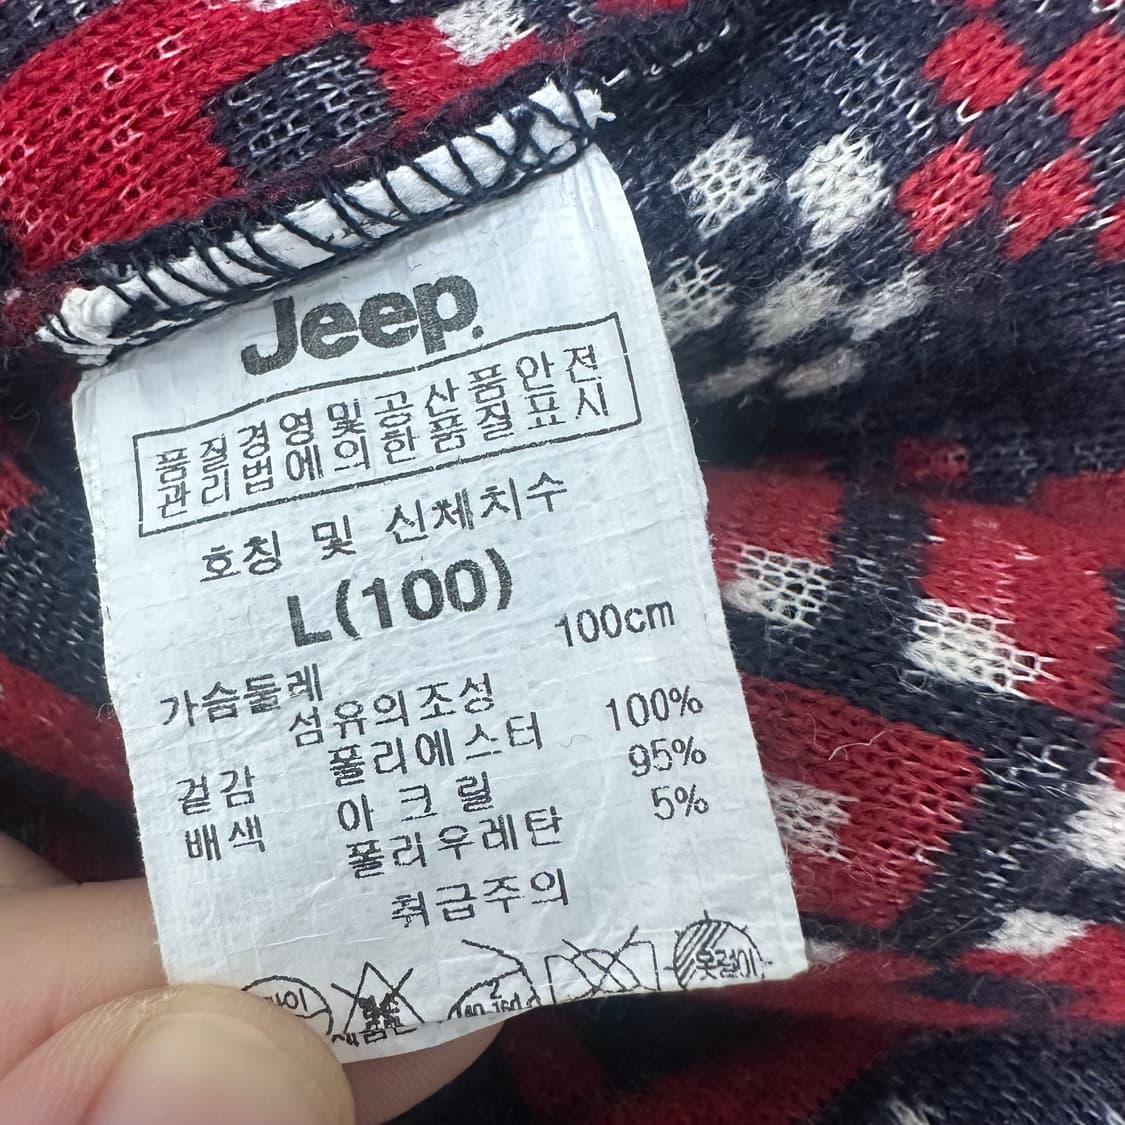 Jeep.
품질경영 및 공산품안전
관리법에의한품질표시
호칭 및 신체치수
L(100)
가슴둘레 100cm
섬유의조성
겉감 폴리에스터 100%
배색 아크릴 95%
폴리우레탄 5%
취급주의
옷걸이